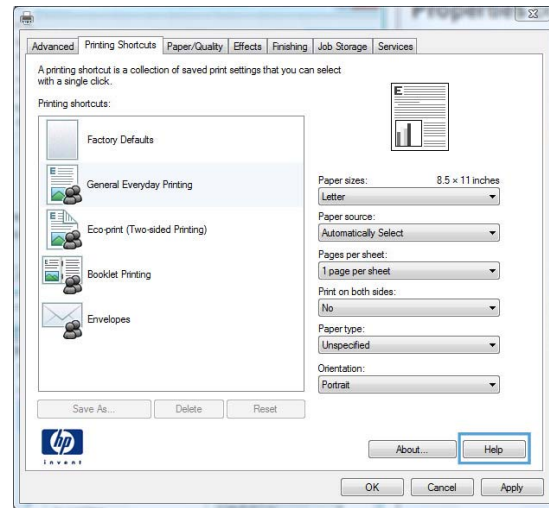 Properties
Advanced
Printing Shortcuts
Paper/Quality
Effects
Finishing
Job Storage
Services
A printing shortcut is a collection of saved print settings that you can select
with a single click.
Printing shortcuts:
Factory Defaults
General Everyday Printing
Eco-print (Two-sided Printing)
Booklet Printing
Envelopes
E
Paper sizes: 8.5 × 11 inches
Letter
Paper source:
Automatically Select
Pages per sheet:
1 page per sheet
Print on both sides:
No
Paper type:
Unspecified
Orientation:
Portrait
Save As...
Delete
Reset
hp
invent
About...
Help
OK
Cancel
Apply